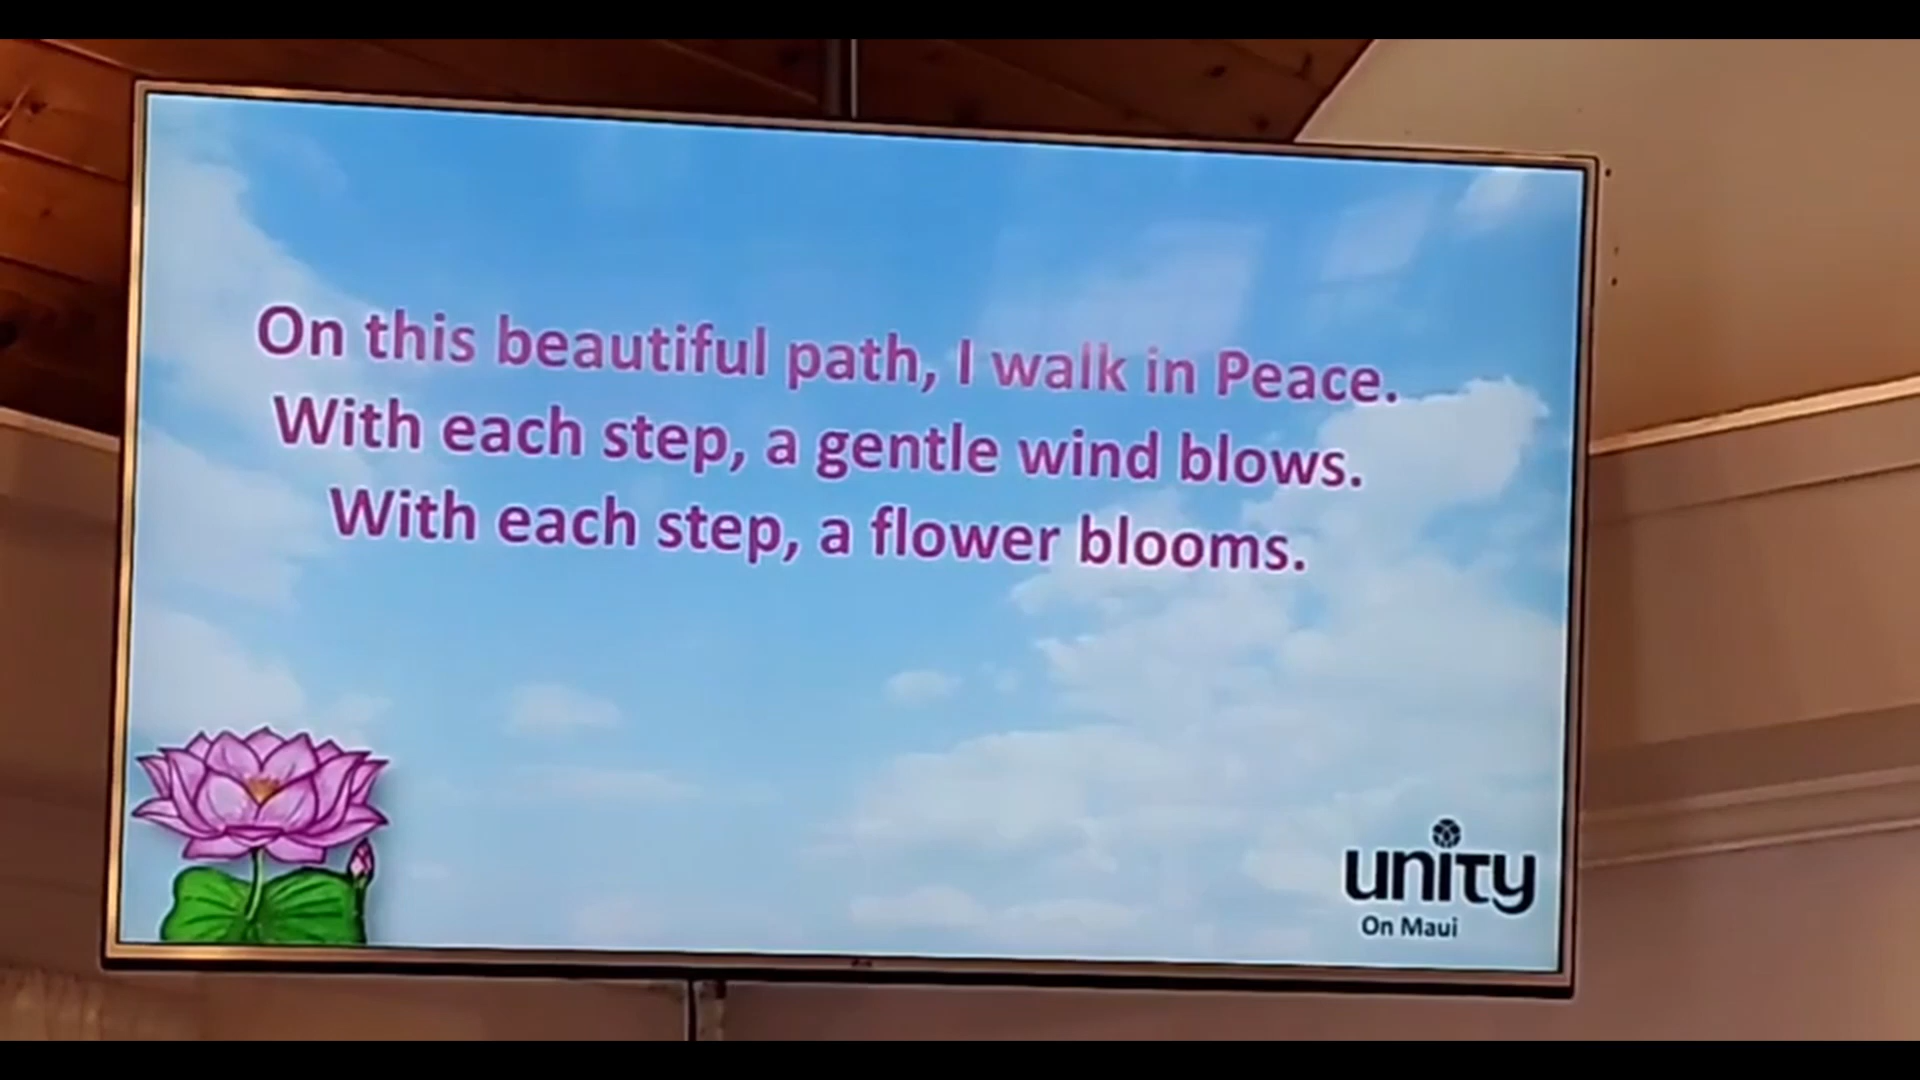 On this beautiful path, I walk in Peace.
With each step, a gentle wind blows.
With each step, a flower blooms.
unity
On Maui